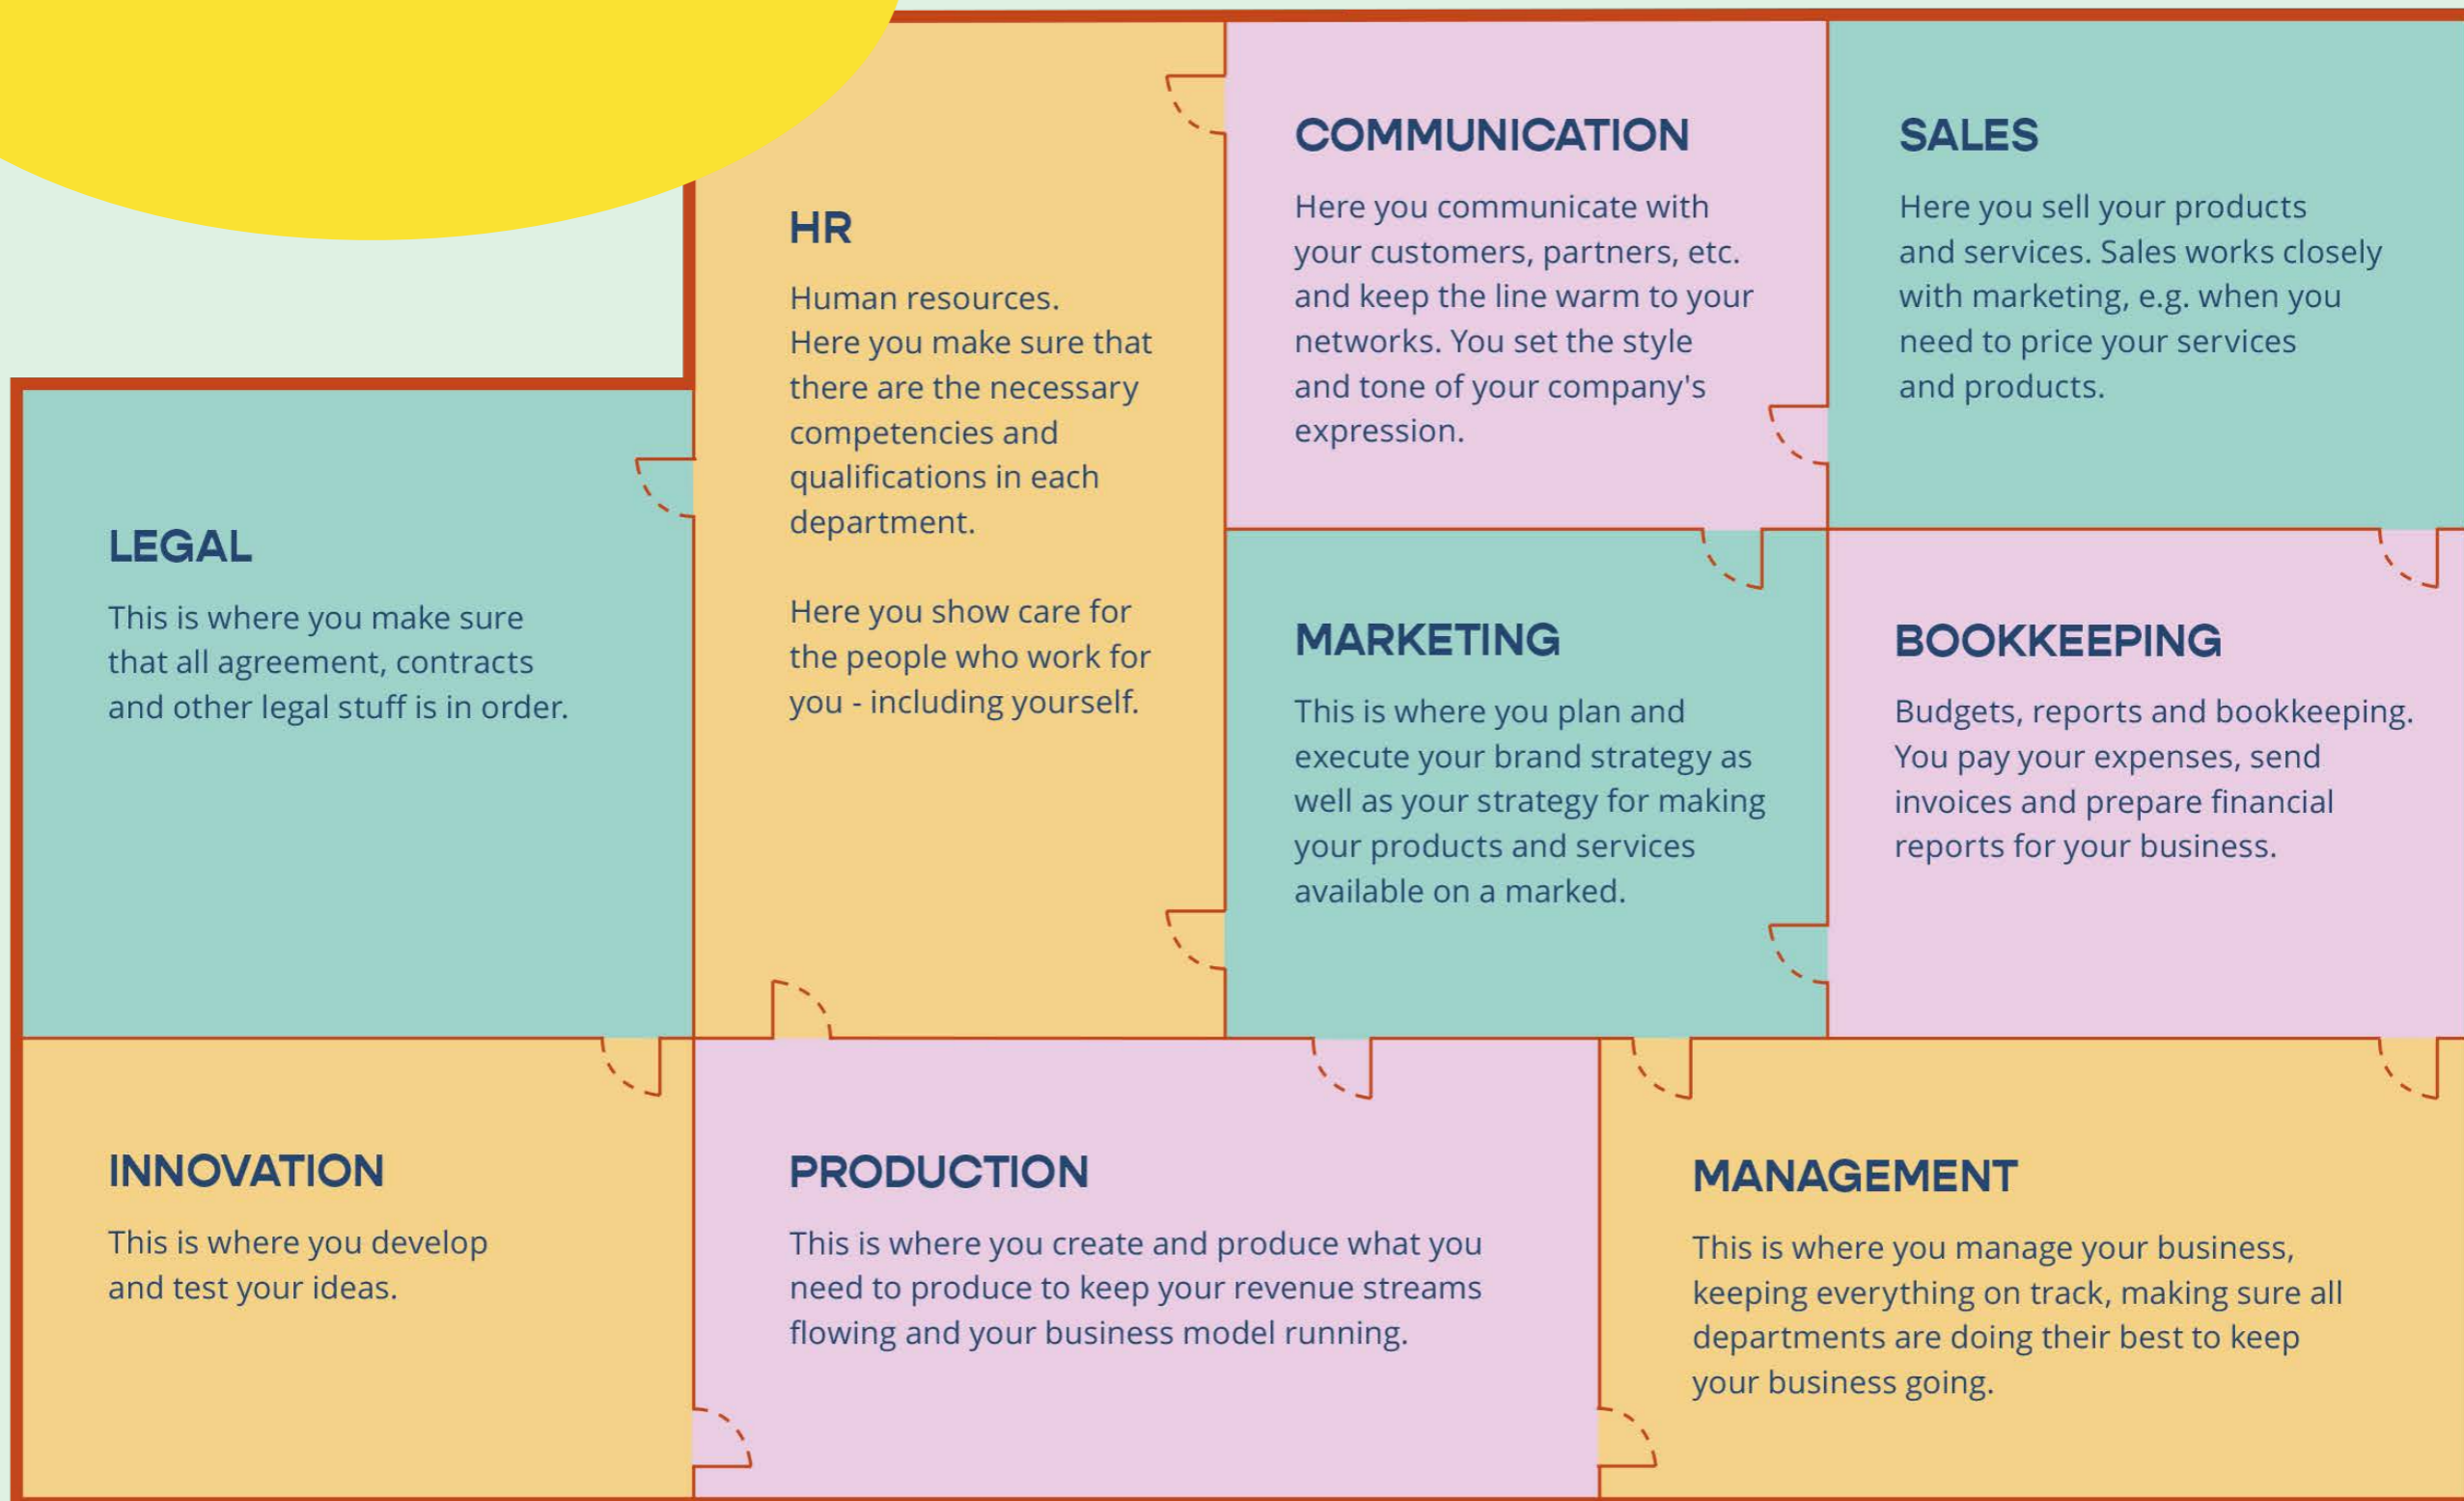 HR
Human resources.
Here you make sure that
there are the necessary
competencies and
qualifications in each
department.
Here you show care for
the people who work for
you - including yourself.
COMMUNICATION
Here you communicate with
your customers, partners, etc.
and keep the line warm to your
networks. You set the style
and tone of your company's
expression.
SALES
Here you sell your products
and services. Sales works closely
with marketing, e.g. when you
need to price your services
and products.
LEGAL
This is where you make sure
that all agreement, contracts
and other legal stuff is in order.
MARKETING
This is where you plan and
execute your brand strategy as
well as your strategy for making
your products and services
available on a marked.
BOOKKEEPING
Budgets, reports and bookkeeping.
You pay your expenses, send
invoices and prepare financial
reports for your business.
INNOVATION
This is where you develop
and test your ideas.
PRODUCTION
This is where you create and produce what you
need to produce to keep your revenue streams
flowing and your business model running.
MANAGEMENT
This is where you manage your business,
keeping everything on track, making sure all
departments are doing their best to keep
your business going.